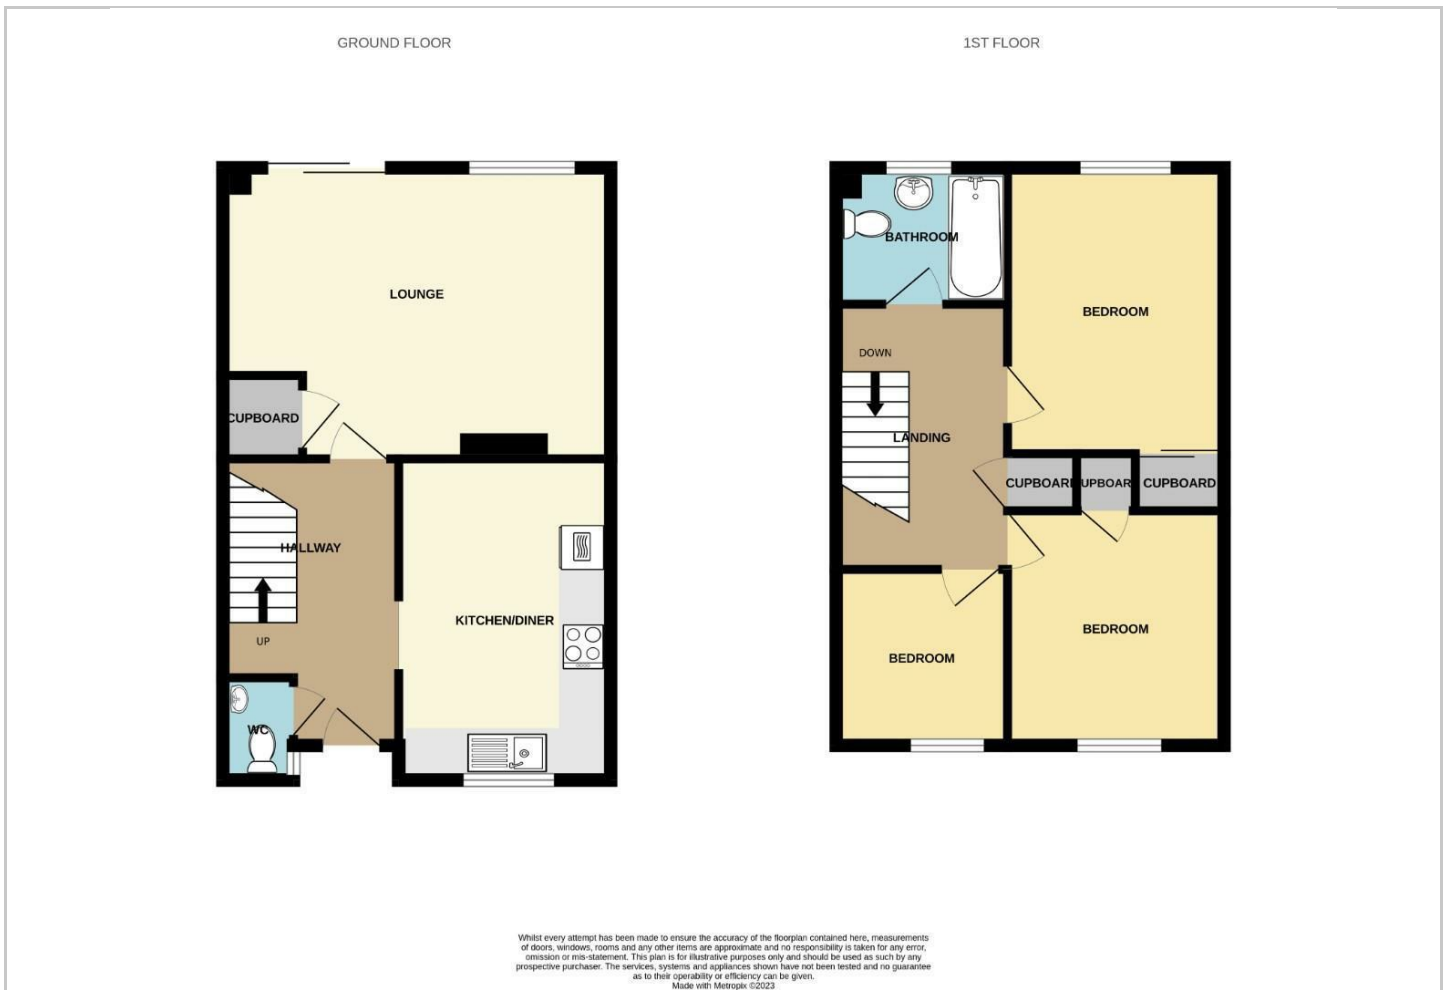 GROUND FLOOR
1ST FLOOR
LOUNGE
CUPBOARD
HALLWAY
UP
WC
KITCHEN/DINER
BATHROOM
BEDROOM
DOWN
LANDING
CUPBOARD
UPBOAR
CUPBOARD
BEDROOM
BEDROOM
Whilst every attempt has been made to ensure the accuracy of the floorplan contained here, measurements
of doors, windows, rooms and any other items are approximate and no responsibility is taken for any error,
omission or mis-statement. This plan is for illustrative purposes only and should be used as such by any
prospective purchaser. The services, systems and appliances shown have not been tested and no guarantee
as to their operability or efficiency can be given.
Made with Metropix ©2023